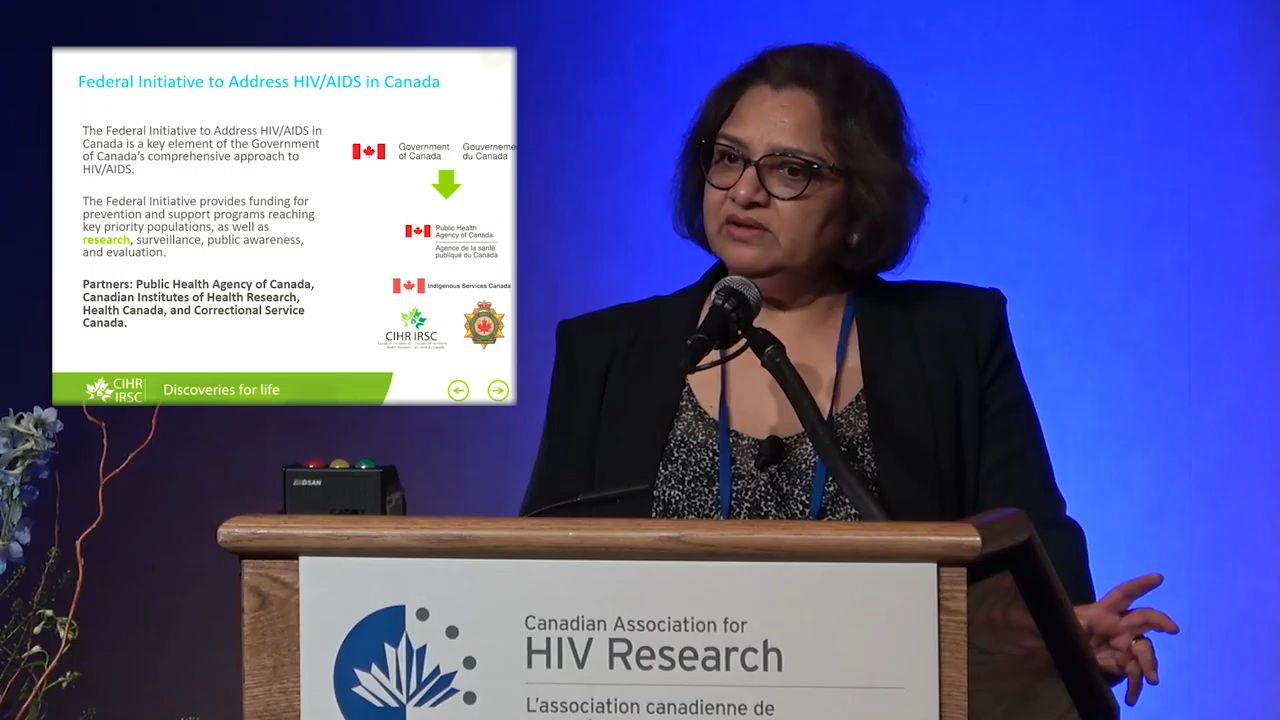 Federal Initiative to Address HIV/AIDS in Canada
The Federal Initiative to Address HIV/AIDS in
Canada is a key element of the Government
of Canada's comprehensive approach to
HIV/AIDS.
The Federal Initiative provides funding for
prevention and support programs reaching
key priority populations, as well as
research, surveillance, public awareness,
and evaluation.
Partners: Public Health Agency of Canada,
Canadian Institutes of Health Research,
Health Canada, and Correctional Service
Canada.
Government
of Canada
Gouverneme
du Canada
Public Health
Agency of Canada
Agence de la santé
publique du Canada
Indigenous Services Canada
CIHR IRSC
CIHR
IRSC
Discoveries for life
DSAN
Canadian Association for
HIV Research
L'association canadienne de